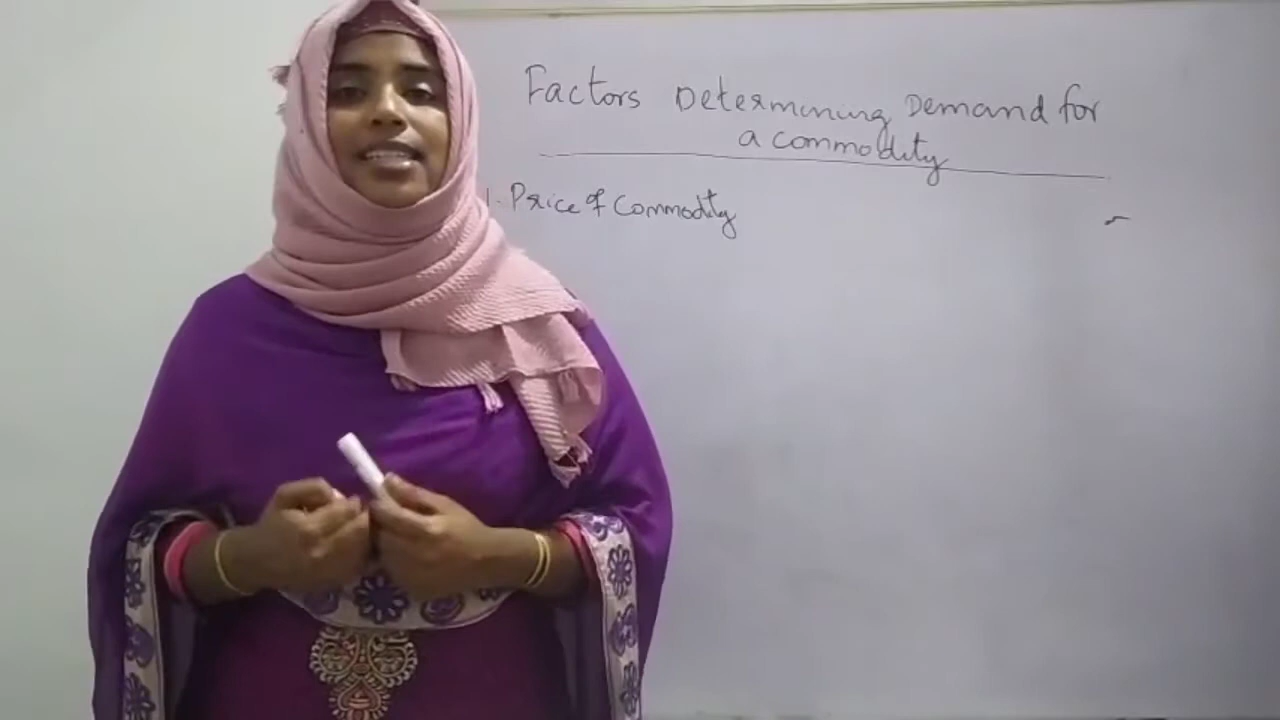 Factors Determining Demand for
a commodity
1. Price of Commodity